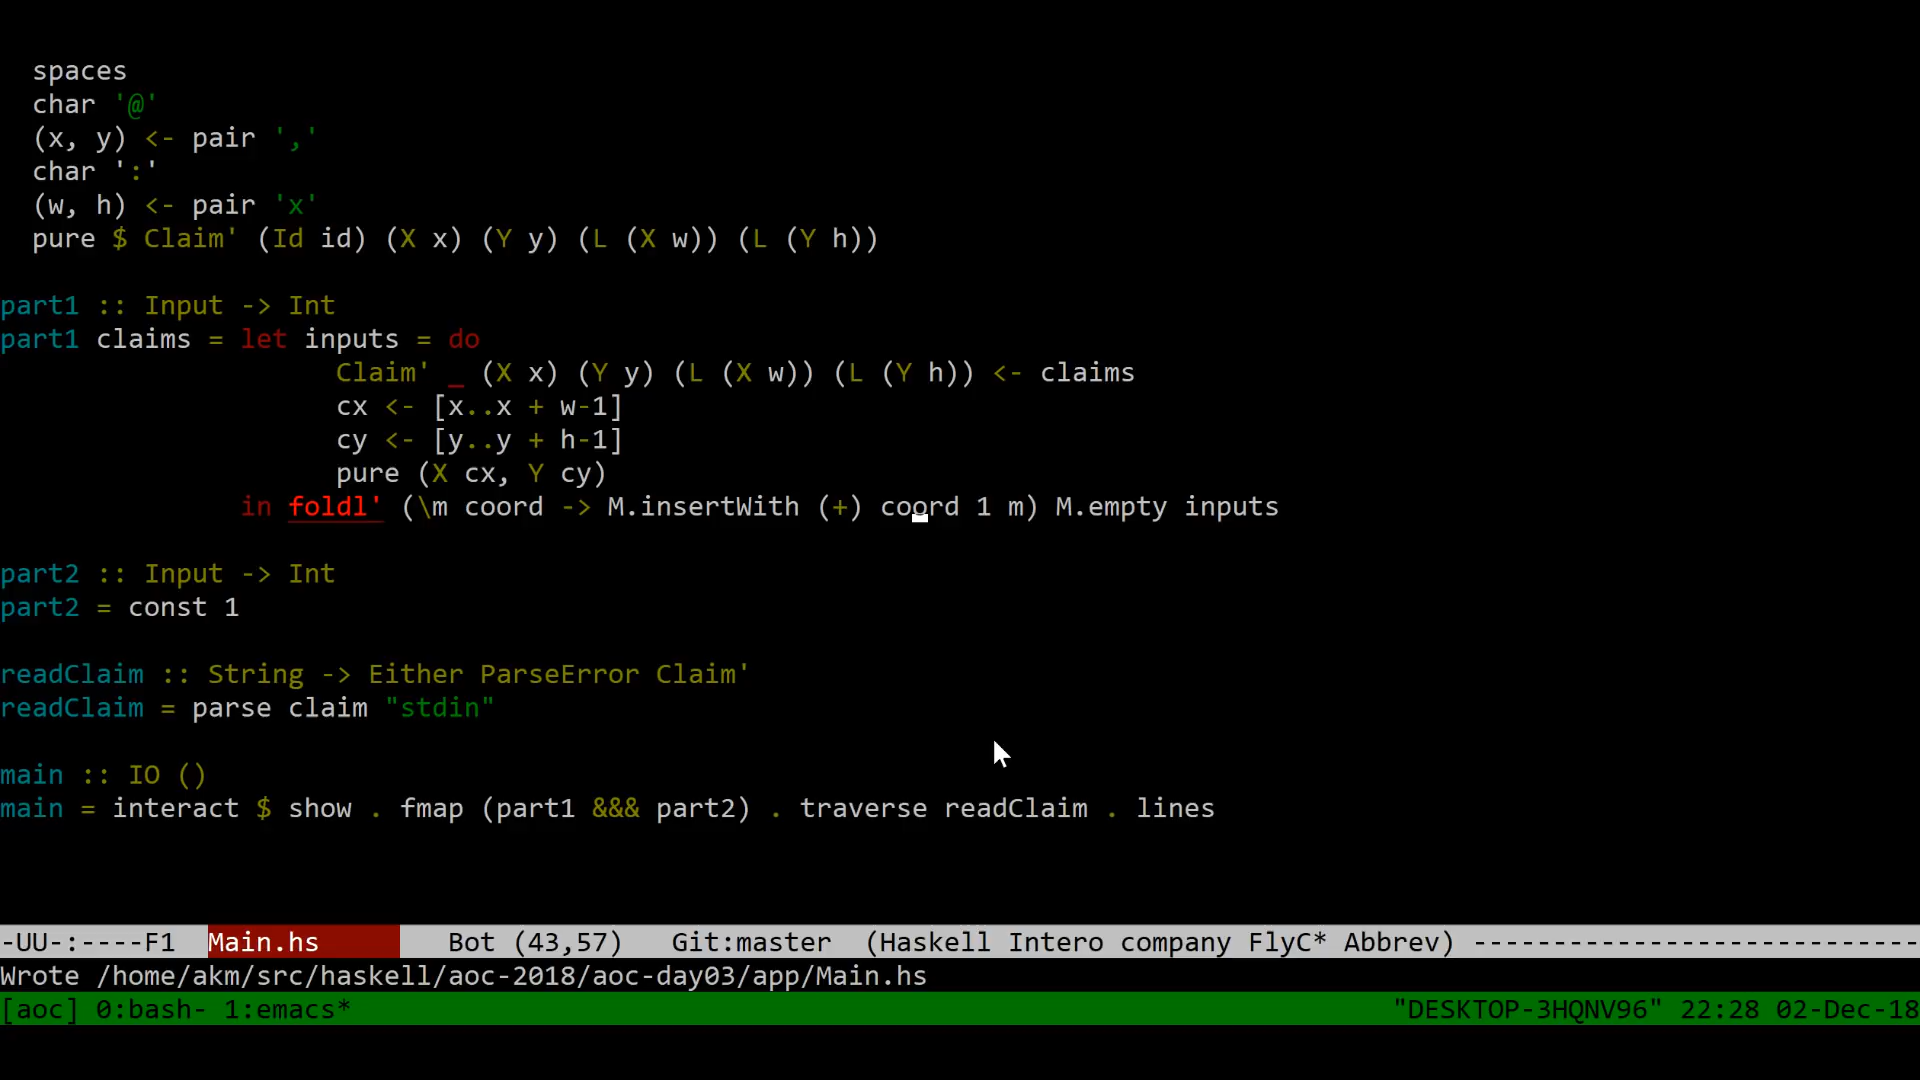 spaces
char '@'
(x, y) <- pair ','
char ':'
(w, h) <- pair 'x'
pure $ Claim' (Id id) (X x) (Y y) (L (X w)) (L (Y h))
part1 :: Input -> Int
part1 claims = let inputs = do
Claim' _ (X x) (Y y) (L (X w)) (L (Y h)) <- claims
cx <- [x..x + w-1]
cy <- [y..y + h-1]
pure (X cx, Y cy)
in foldl' (\m coord -> M.insertWith (+) coord 1 m) M.empty inputs
part2 :: Input -> Int
part2 = const 1
readClaim :: String -> Either ParseError Claim'
readClaim = parse claim "stdin"
main :: IO ()
main = interact $ show . fmap (part1 &&& part2) . traverse readClaim . lines
-UU-:----F1 Main.hs Bot (43,57) Git:master (Haskell Intero company FlyC* Abbrev) ----------------------------
Wrote /home/akm/src/haskell/aoc-2018/aoc-day03/app/Main.hs
[aoc] 0:bash- 1:emacs* "DESKTOP-3HQNV96" 22:28 02-Dec-18